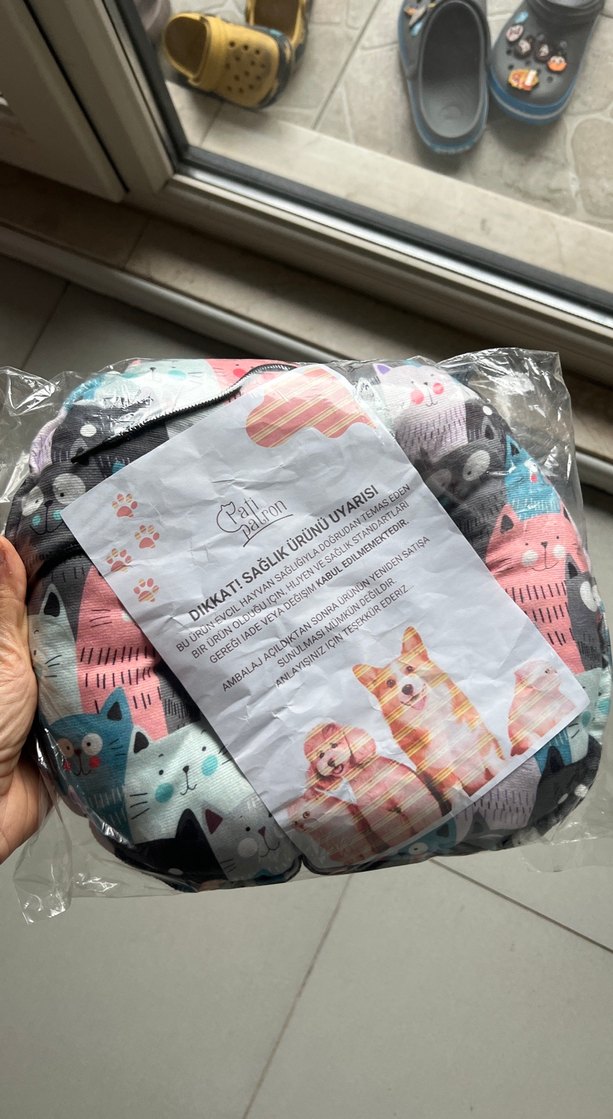 Pati
patron
DIKKAT! SAĞLIK ÜRÜNÜ UYARISI
BU ÜRÜN EVCİL HAYVAN SAĞLIĞIYLA DOĞRUDAN TEMAS EDEN
BİR ÜRÜN OLDUĞU İÇİN, HİJYEN VE SAĞLIK STANDARTLARI
GEREĞİ İADE VEYA DEĞİŞİM KABUL EDİLMEMEKTEDİR.
AMBALAJ AÇILDIKTAN SONRA ÜRÜNÜN YENİDEN SATIŞA
SUNULMASI MÜMKÜN DEĞİLDİR
ANLAYIŞINIZ İÇİN TEŞEKKÜR EDERİZ.